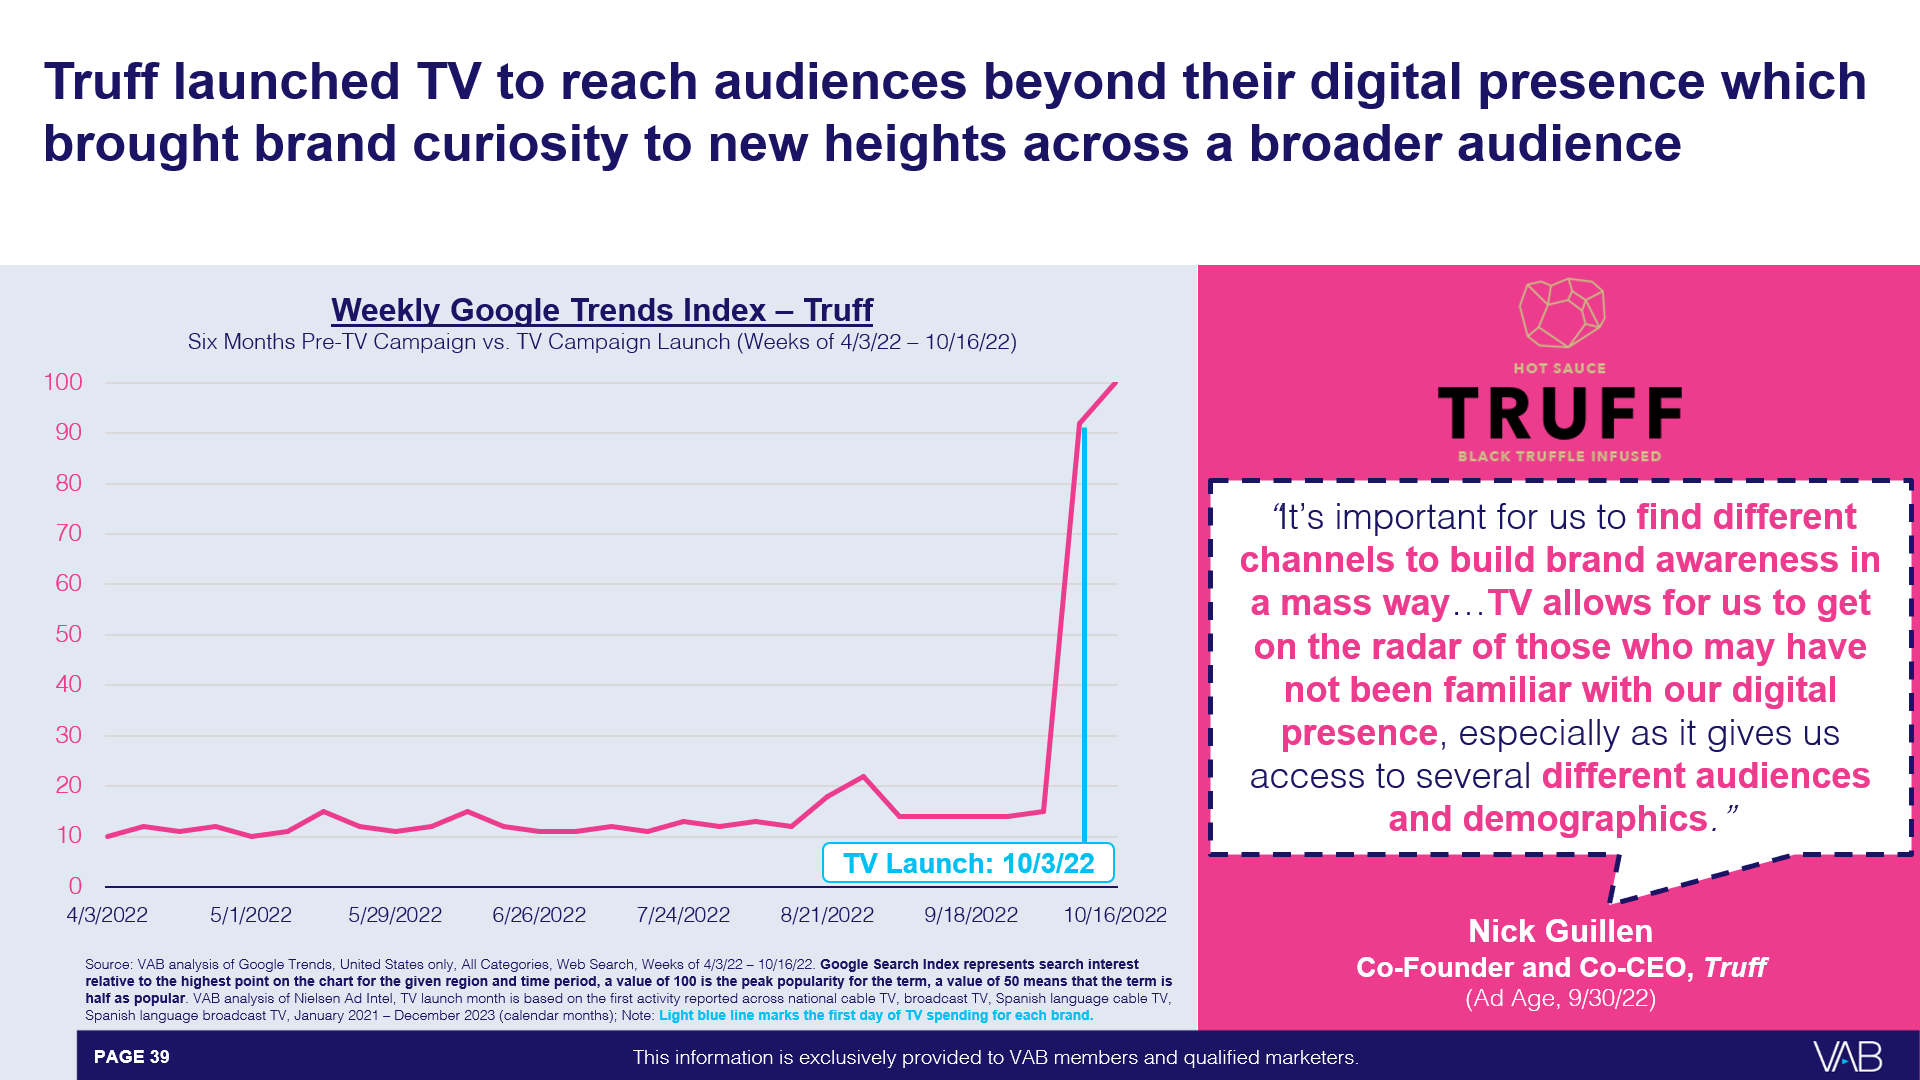 Truff launched TV to reach audiences beyond their digital presence which
brought brand curiosity to new heights across a broader audience
Weekly Google Trends Index – Truff
Six Months Pre-TV Campaign vs. TV Campaign Launch (Weeks of 4/3/22 – 10/16/22)
100
90
80
70
60
50
40
30
20
10
0
TV Launch: 10/3/22
4/3/2022 5/1/2022 5/29/2022 6/26/2022 7/24/2022 8/21/2022 9/18/2022 10/16/2022
Source: VAB analysis of Google Trends, United States only, All Categories, Web Search, Weeks of 4/3/22 – 10/16/22. Google Search Index represents search interest
relative to the highest point on the chart for the given region and time period, a value of 100 is the peak popularity for the term, a value of 50 means that the term is
half as popular. VAB analysis of Nielsen Ad Intel, TV launch month is based on the first activity reported across national cable TV, broadcast TV, Spanish language cable TV,
Spanish language broadcast TV, January 2021 – December 2023 (calendar months); Note: Light blue line marks the first day of TV spending for each brand.
HOT SAUCE
TRUFF
BLACK TRUFFLE INFUSED
“It’s important for us to find different
channels to build brand awareness in
a mass way…TV allows for us to get
on the radar of those who may have
not been familiar with our digital
presence, especially as it gives us
access to several different audiences
and demographics.”
Nick Guillen
Co-Founder and Co-CEO, Truff
(Ad Age, 9/30/22)
PAGE 39
This information is exclusively provided to VAB members and qualified marketers.
VAB